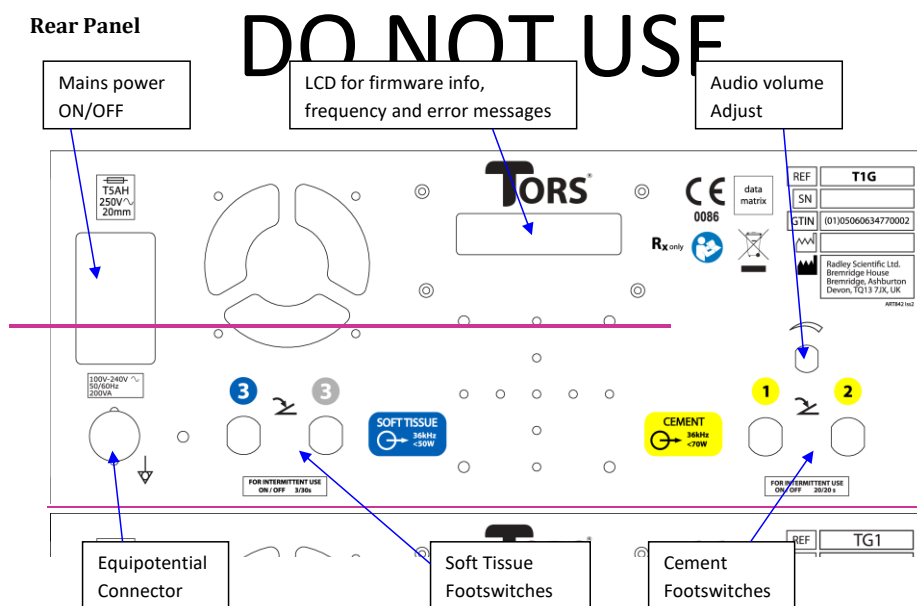 Rear Panel
DO NOT USE
Mains power
ON/OFF
LCD for firmware info,
frequency and error messages
Audio volume
Adjust
T5AH
250V
20mm
TORS
CE
0086
data
matrix
Rx only
REF T1G
SN
GTIN (01)05060634770002
Radley Scientific Ltd.
Bremridge House
Bremridge, Ashburton
Devon, TQ13 7JX, UK
ART842 Iss2
100V-240V
50/60Hz
200VA
3
3
SOFT TISSUE
36kHz
<50W
CEMENT
36kHz
<70W
1
2
FOR INTERMITTENT USE
ON / OFF 3/30s
FOR INTERMITTENT USE
ON / OFF 20/20 s
REF TG1
Equipotential
Connector
Soft Tissue
Footswitches
Cement
Footswitches